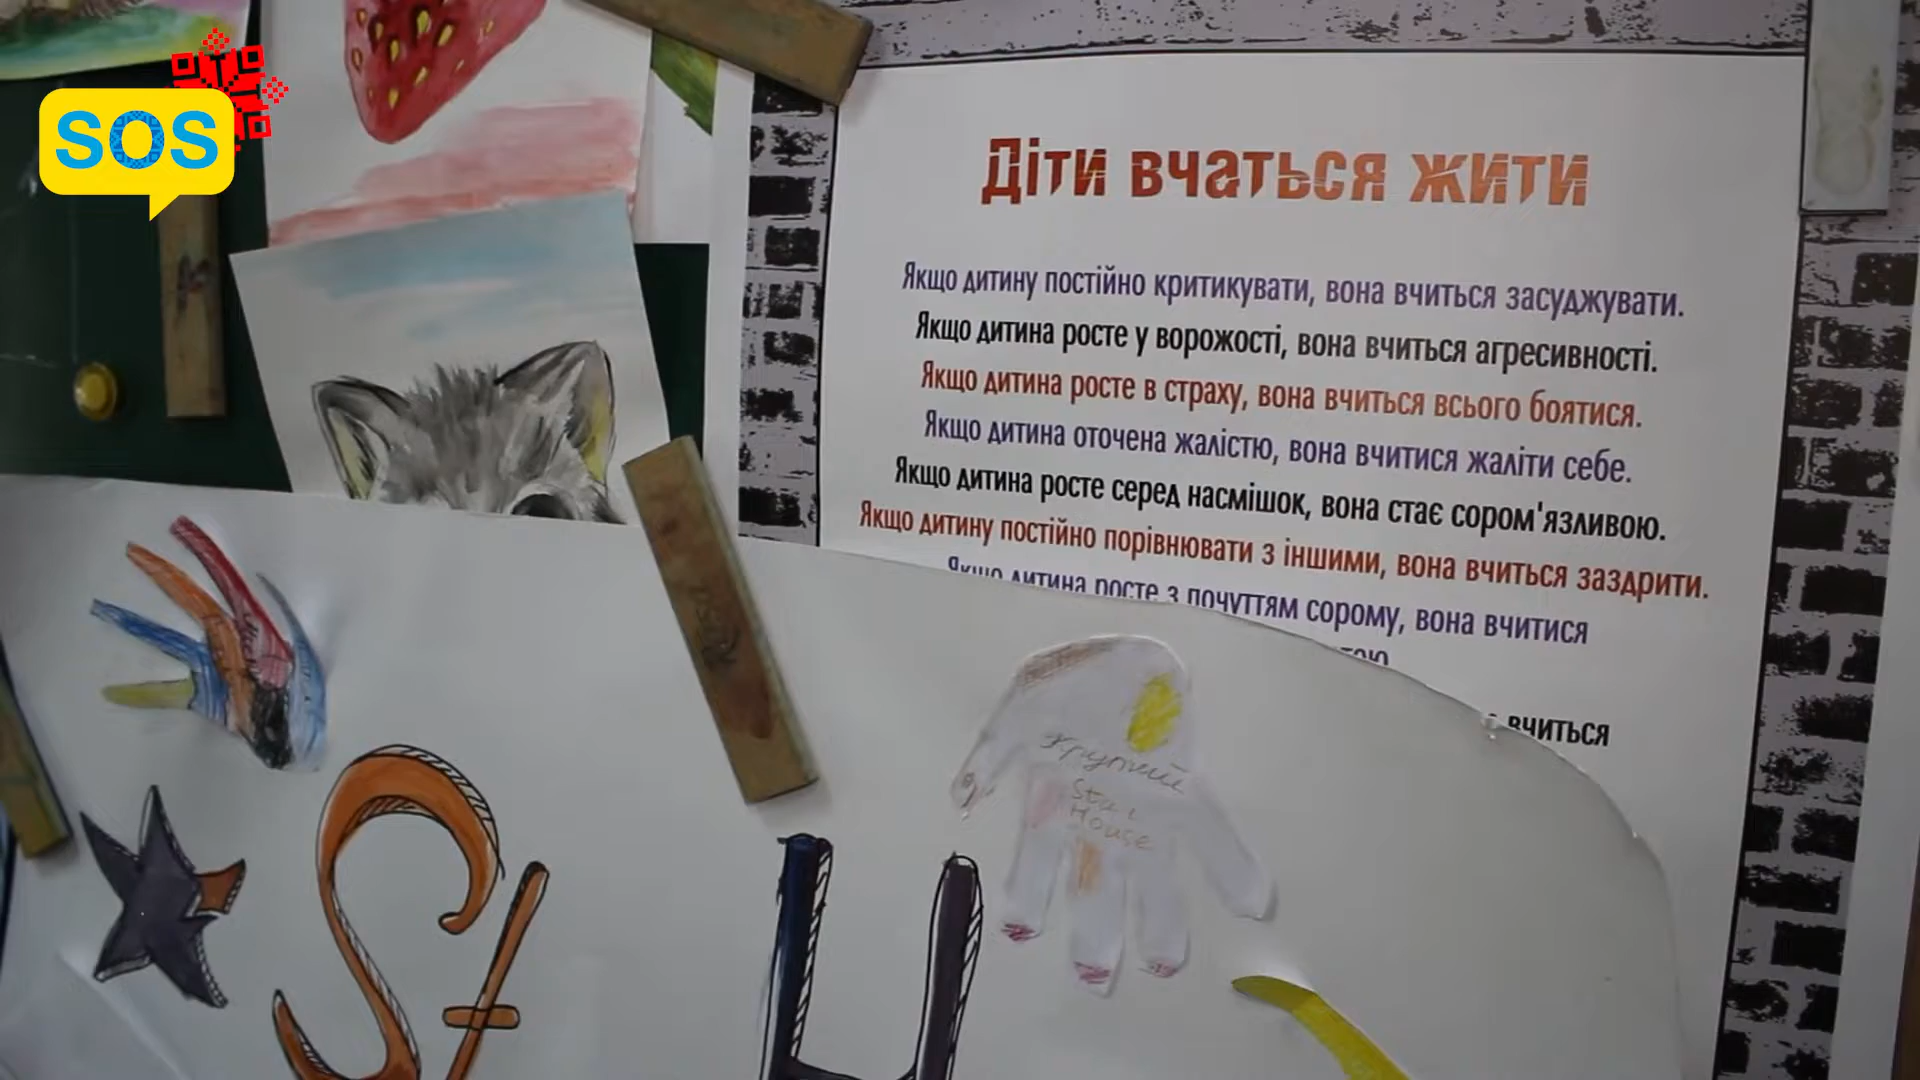 SOS
Діти вчаться жити
Якщо дитину постійно критикувати, вона вчиться засуджувати.
Якщо дитина росте у ворожості, вона вчиться агресивності.
Якщо дитина росте в страху, вона вчиться всього боятися.
Якщо дитина оточена жалістю, вона вчитися жаліти себе.
Якщо дитина росте серед насмішок, вона стає сором'язливою.
Якщо дитину постійно порівнювати з іншими, вона вчиться заздрити.
Якщо дитина росте з почуттям сорому, вона вчитися
вчиться
House
St